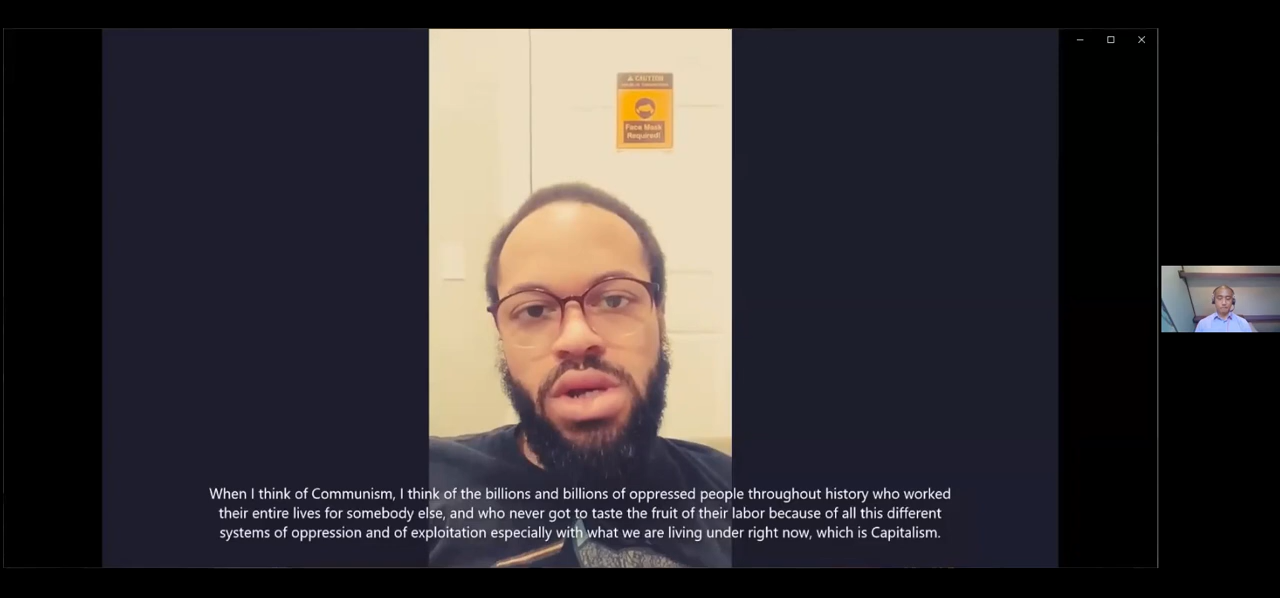 CAUTION
Face Mask
Required!
When I think of Communism, I think of the billions and billions of oppressed people throughout history who worked
their entire lives for somebody else, and who never got to taste the fruit of their labor because of all this different
systems of oppression and of exploitation especially with what we are living under right now, which is Capitalism.